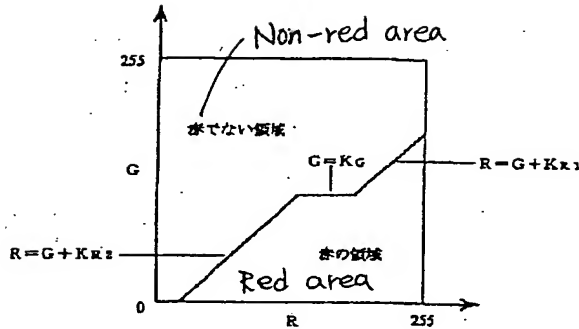 Non-red area
255
赤でない領域
G=KG
G
R=G+KR1
R=G+KR2
赤の領域
Red area
0
R
255